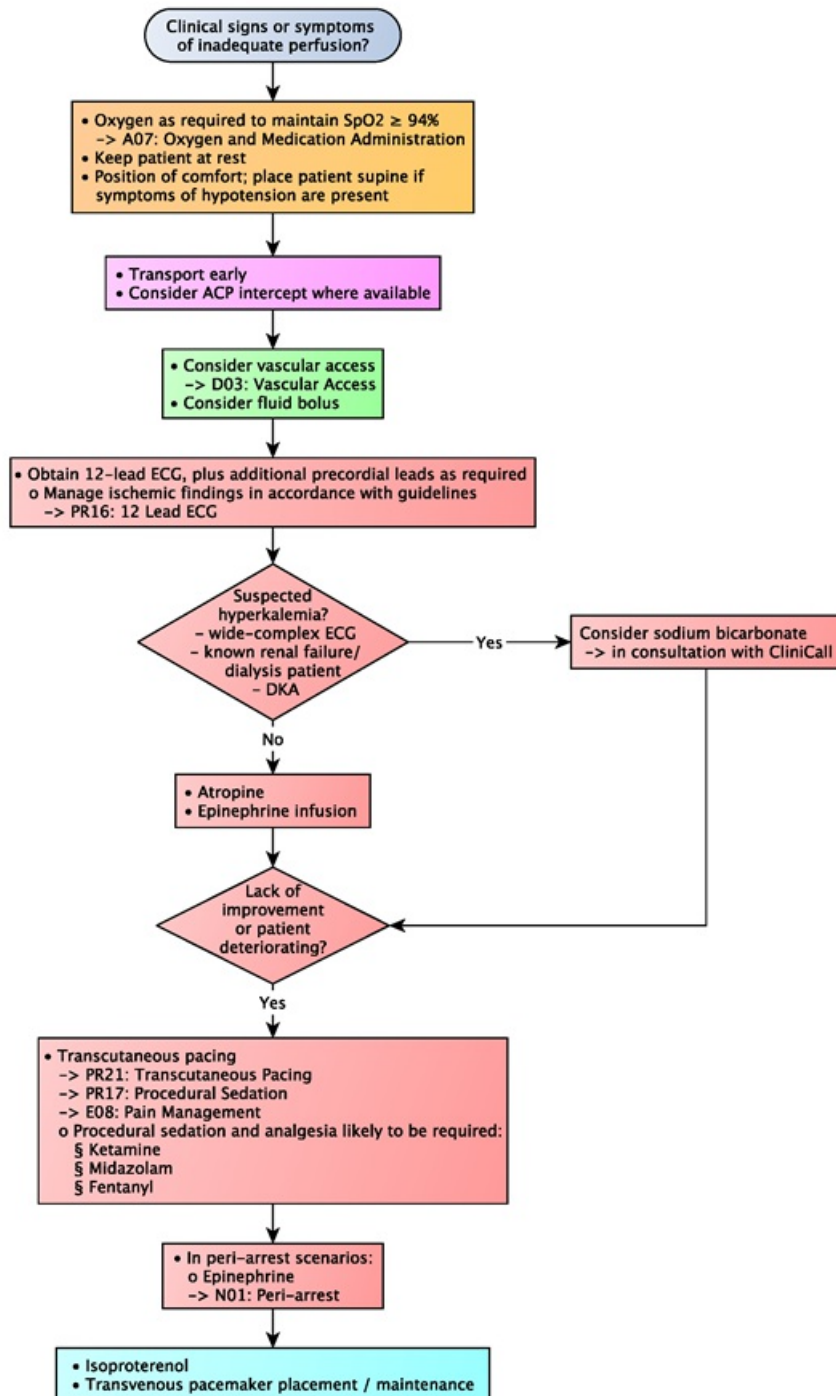 Clinical signs or symptoms
of inadequate perfusion?
• Oxygen as required to maintain SpO2 ≥ 94%
-> A07: Oxygen and Medication Administration
• Keep patient at rest
• Position of comfort; place patient supine if
symptoms of hypotension are present
• Transport early
• Consider ACP intercept where available
• Consider vascular access
-> D03: Vascular Access
• Consider fluid bolus
• Obtain 12-lead ECG, plus additional precordial leads as required
o Manage ischemic findings in accordance with guidelines
-> PR16: 12 Lead ECG
Suspected
hyperkalemia?
- wide-complex ECG
- known renal failure/
dialysis patient
- DKA
Yes
Consider sodium bicarbonate
-> in consultation with CliniCall
No
• Atropine
• Epinephrine infusion
Lack of
improvement
or patient
deteriorating?
Yes
• Transcutaneous pacing
-> PR21: Transcutaneous Pacing
-> PR17: Procedural Sedation
-> E08: Pain Management
o Procedural sedation and analgesia likely to be required:
§ Ketamine
§ Midazolam
§ Fentanyl
• In peri-arrest scenarios:
o Epinephrine
-> N01: Peri-arrest
• Isoproterenol
• Transvenous pacemaker placement / maintenance